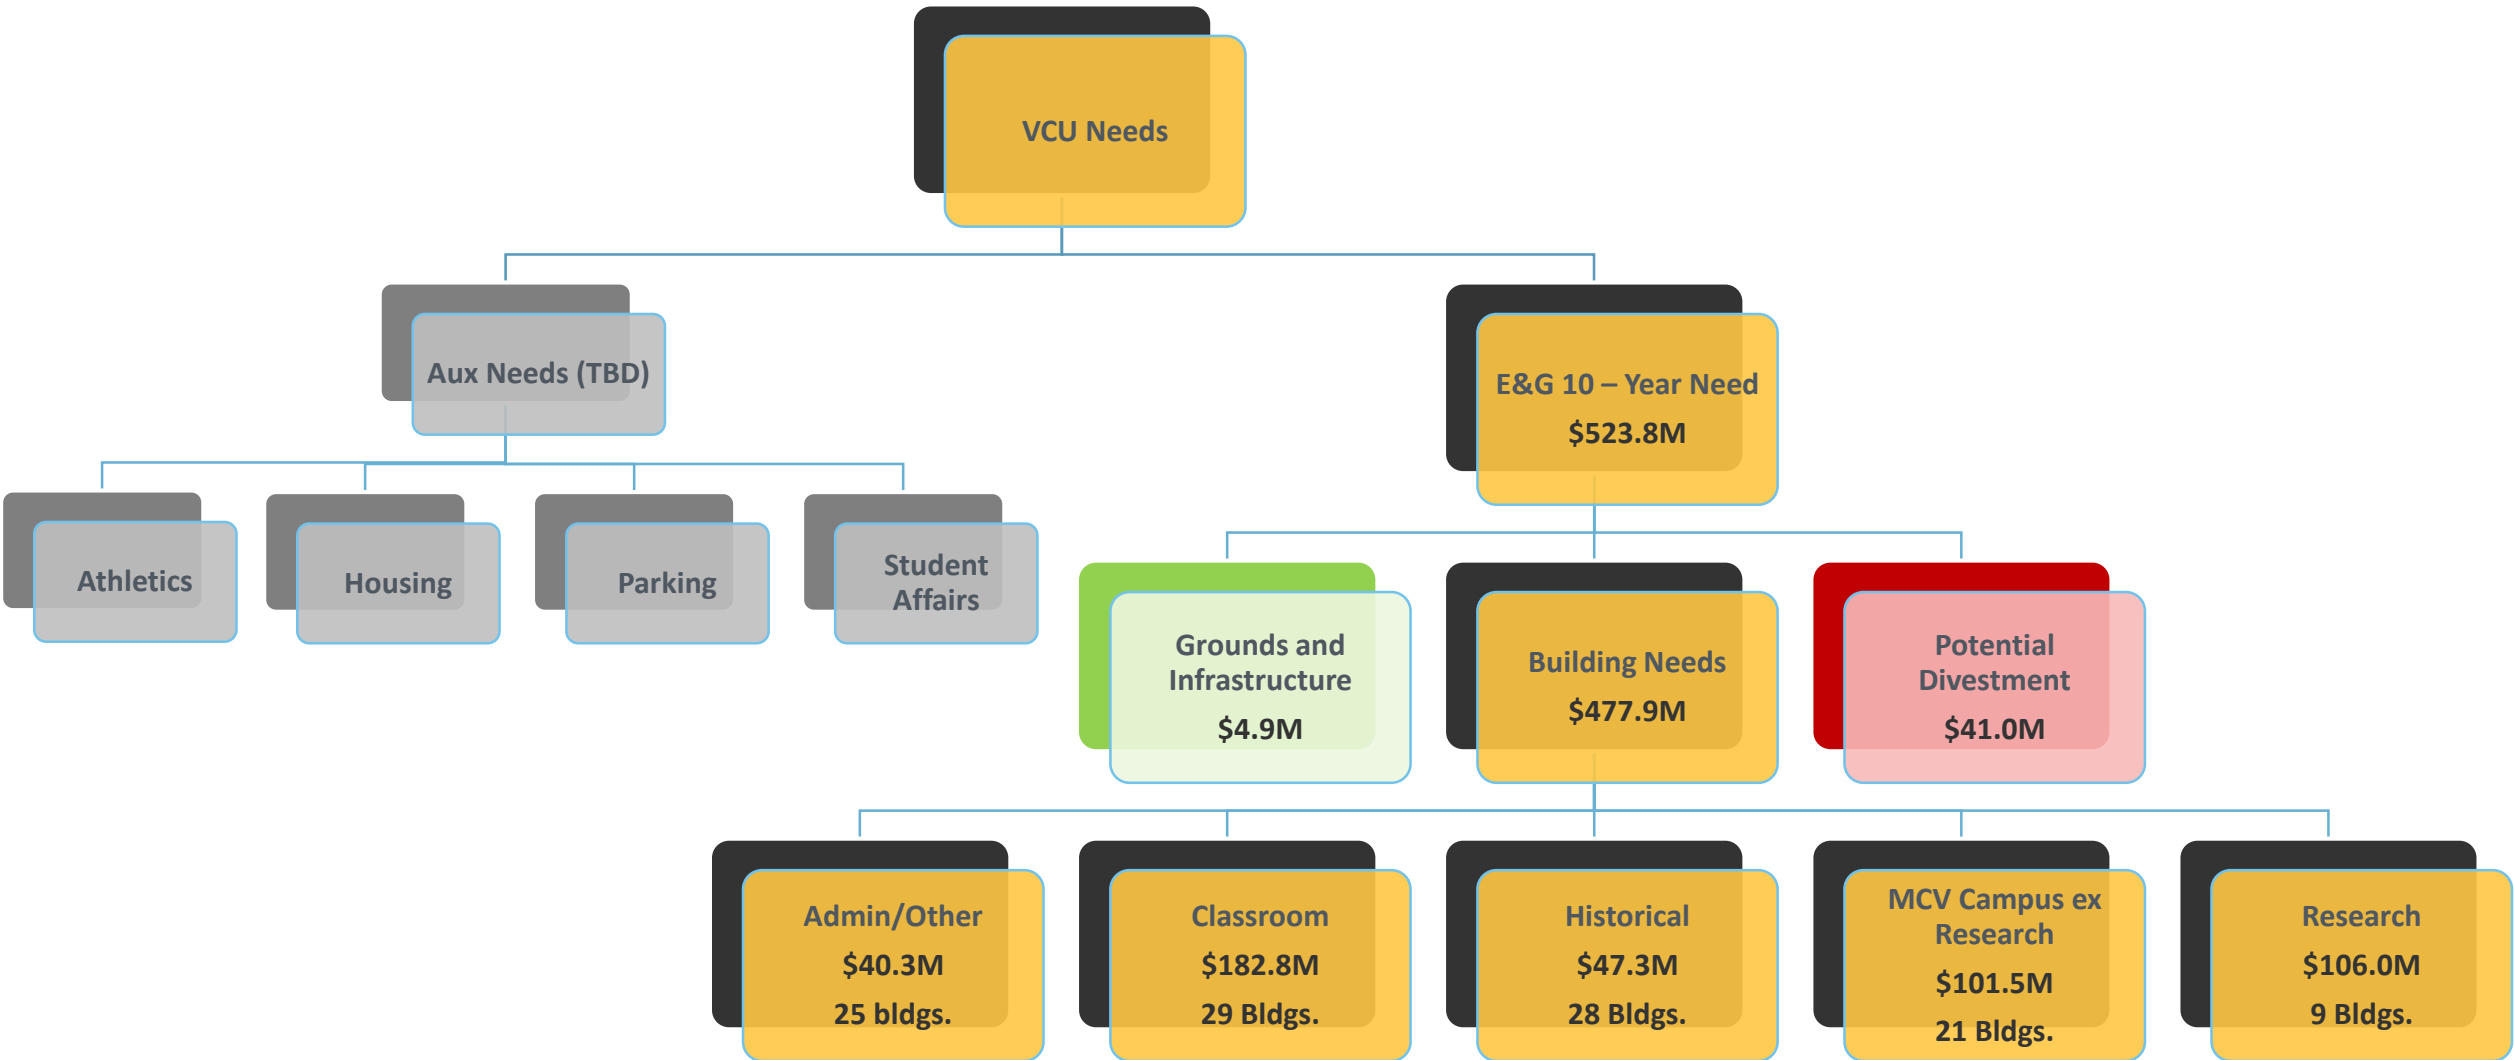 VCU Needs
Aux Needs (TBD)
E&G 10 – Year Need
$523.8M
Athletics
Housing
Parking
Student
Affairs
Grounds and
Infrastructure
$4.9M
Building Needs
$477.9M
Potential
Divestment
$41.0M
Admin/Other
$40.3M
25 bldgs.
Classroom
$182.8M
29 Bldgs.
Historical
$47.3M
28 Bldgs.
MCV Campus ex
Research
$101.5M
21 Bldgs.
Research
$106.0M
9 Bldgs.